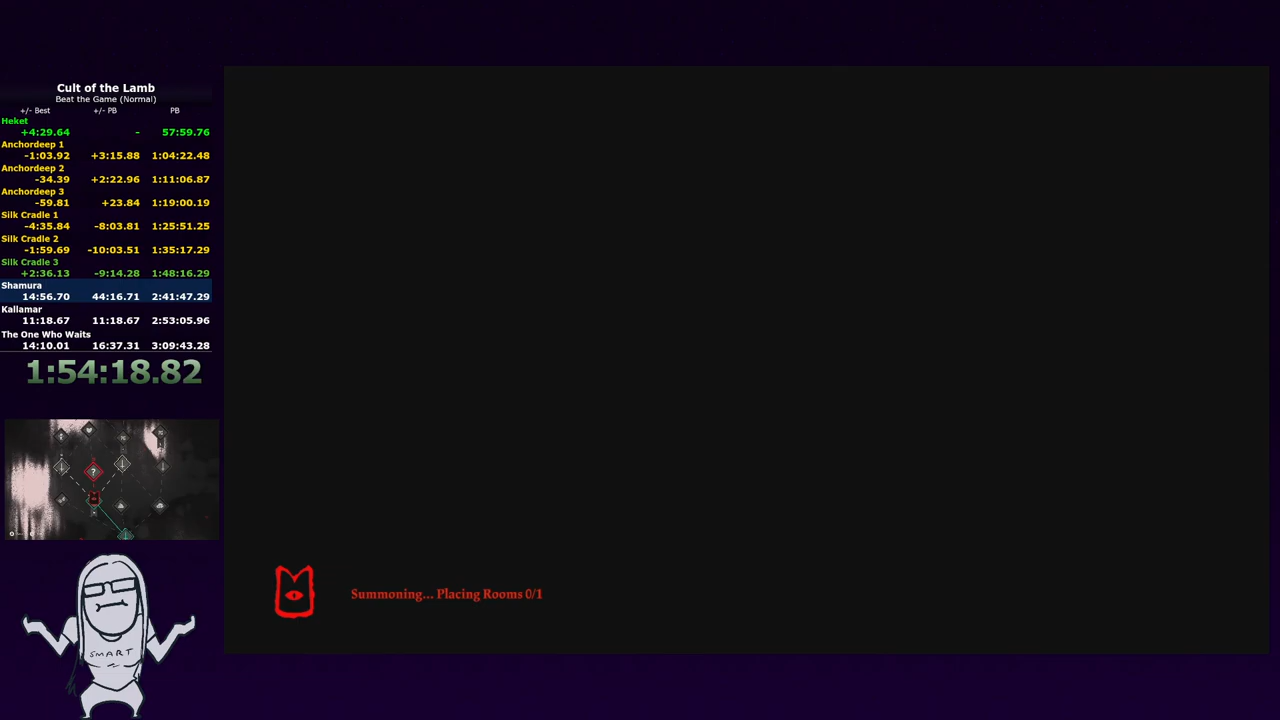 Cult of the Lamb
Beat the Game (Normal)
+/- Best +/- PB PB
Heket
+4:29.64 - 57:59.76
Anchordeep 1
-1:03.92 +3:15.88 1:04:22.48
Anchordeep 2
-34.39 +2:22.96 1:11:06.87
Anchordeep 3
-59.81 +23.84 1:19:00.19
Silk Cradle 1
-4:35.84 -8:03.81 1:25:51.25
Silk Cradle 2
-1:59.69 -10:03.51 1:35:17.29
Silk Cradle 3
+2:36.13 -9:14.28 1:48:16.29
Shamura
14:56.70 44:16.71 2:41:47.29
Kallamar
11:18.67 11:18.67 2:53:05.96
The One Who Waits
14:10.01 16:37.31 3:09:43.28
1:54:18.82
?
SMART
Summoning... Placing Rooms 0/1